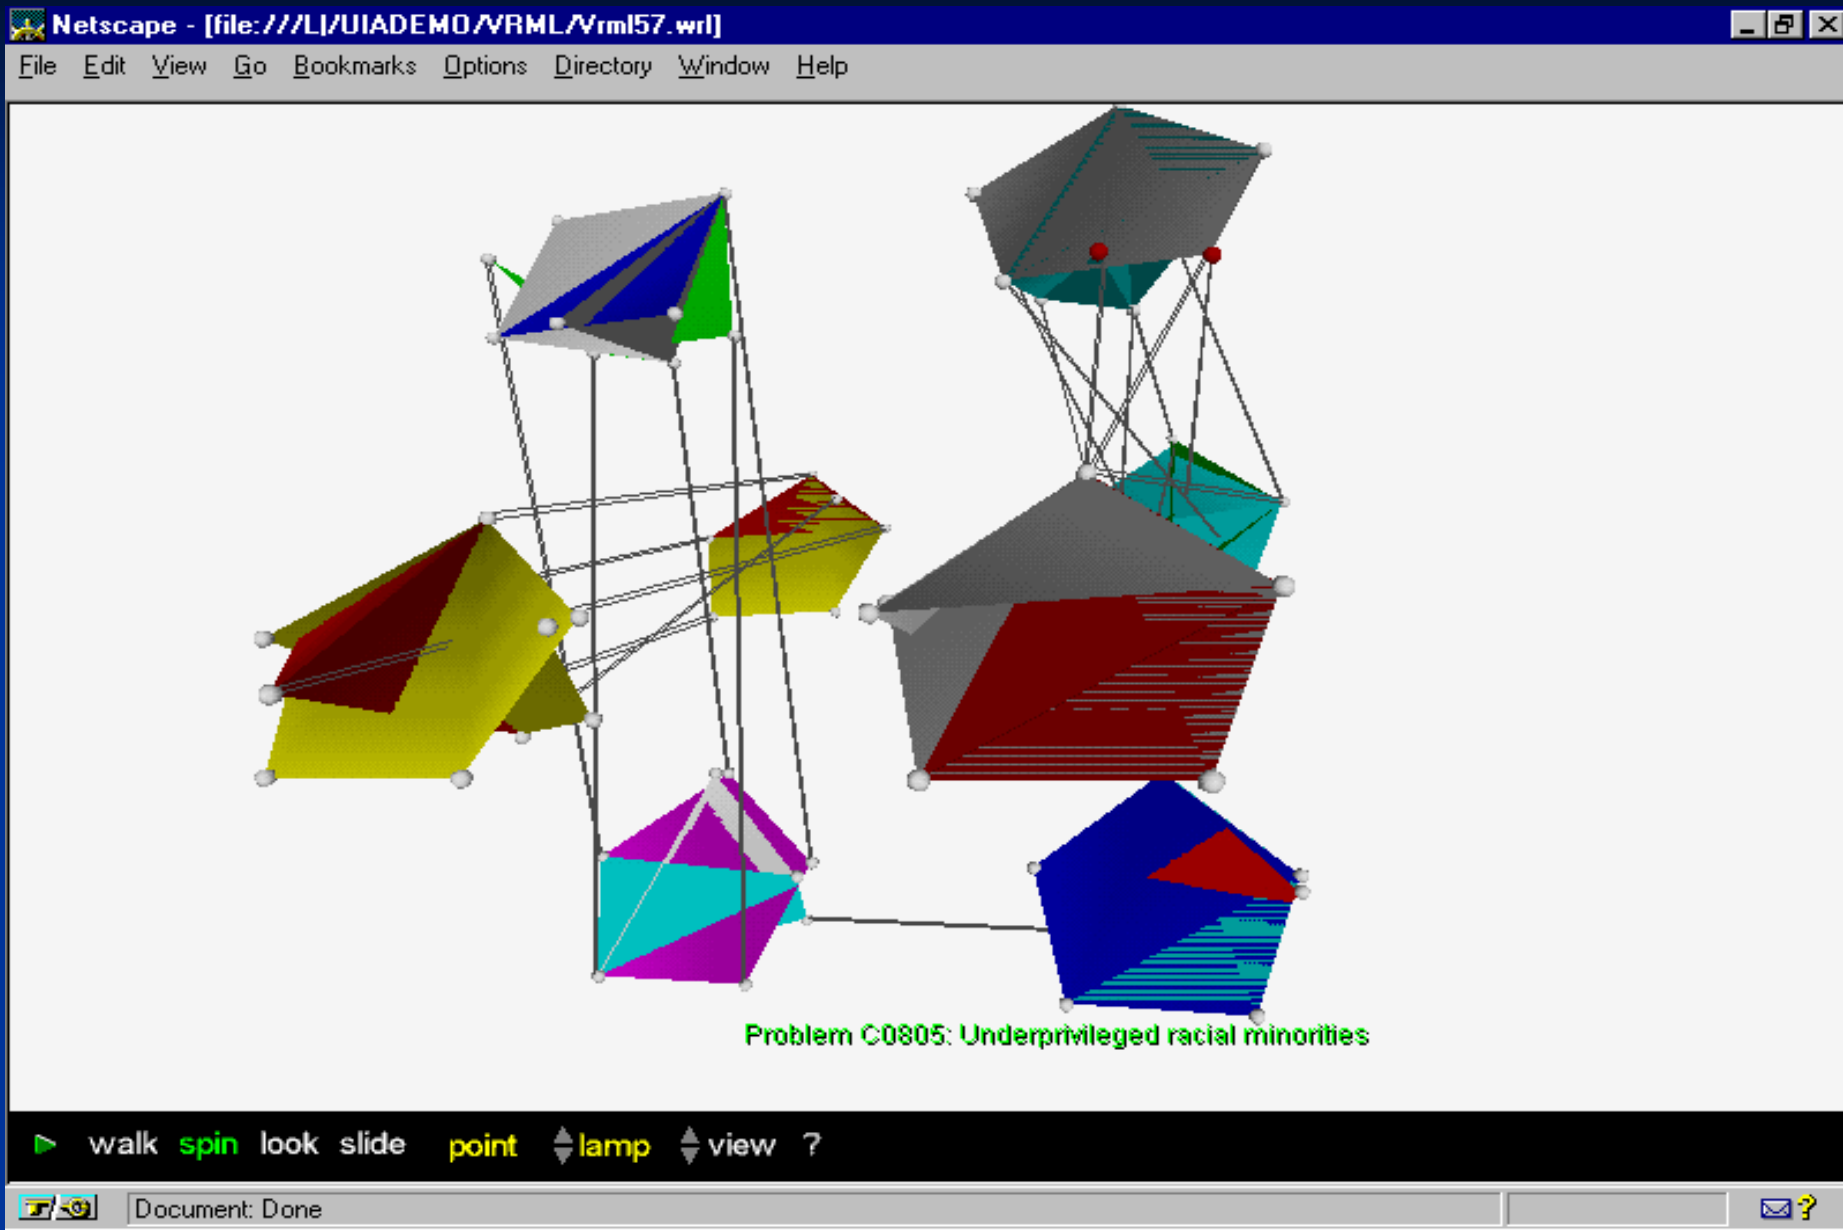 Netscape - [file:///L|/UIADEMO/VRML/Vrml57.wrl]
File Edit View Go Bookmarks Options Directory Window Help
Problem C0805: Underprivileged racial minorities
walk spin look slide point lamp view ?
Document: Done